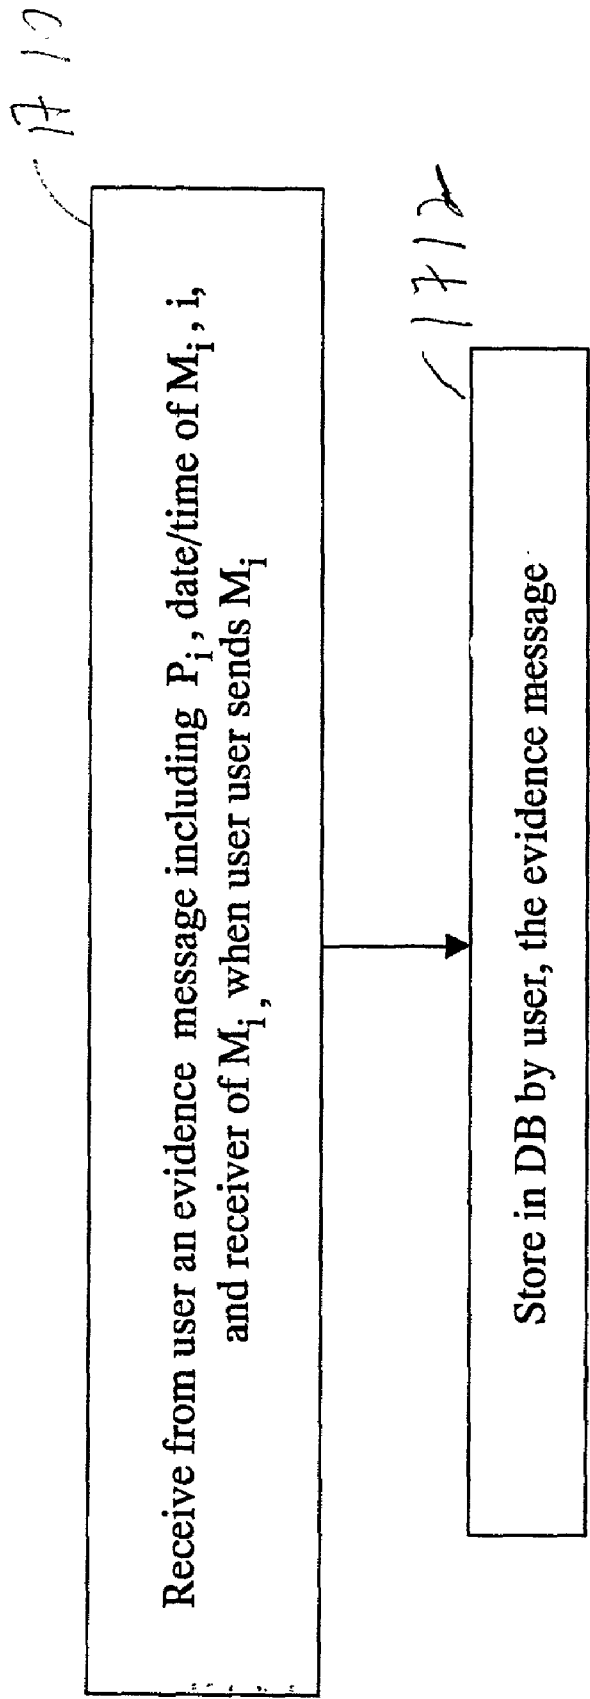 1710
Receive from user an evidence message including P_i, date/time of M_i, i,
and receiver of M_i, when user user sends M_i
1712
Store in DB by user, the evidence message